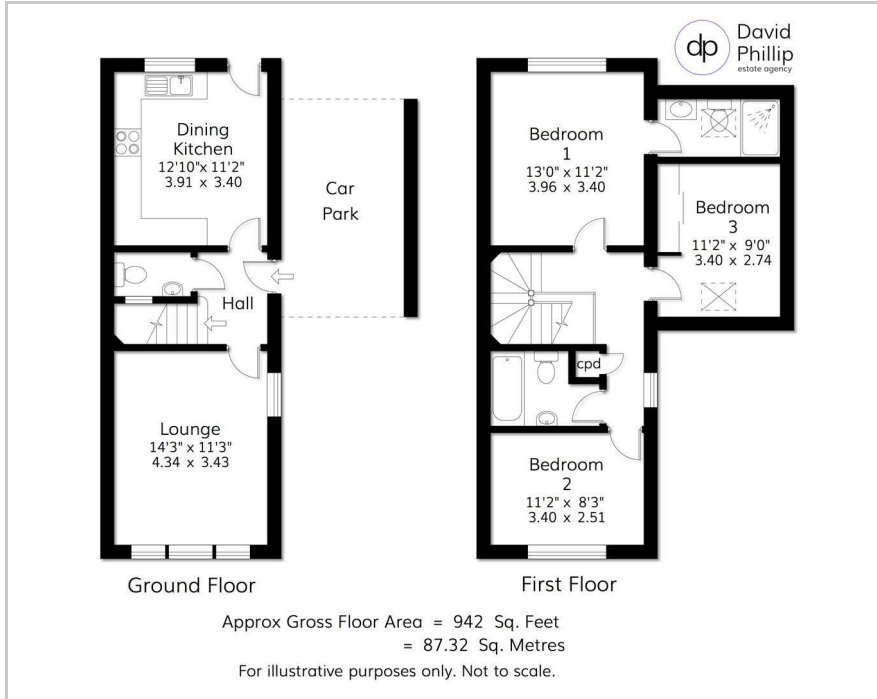 dp
David
Phillip
estate agency
Dining
Kitchen
12'10"x 11'2"
3.91 x 3.40
Car
Park
Hall
Lounge
14'3" x 11'3"
4.34 x 3.43
Ground Floor
Bedroom
1
13'0" x 11'2"
3.96 x 3.40
Bedroom
3
11'2" x 9'0"
3.40 x 2.74
cpd
Bedroom
2
11'2" x 8'3"
3.40 x 2.51
First Floor
Approx Gross Floor Area = 942 Sq. Feet
= 87.32 Sq. Metres
For illustrative purposes only. Not to scale.